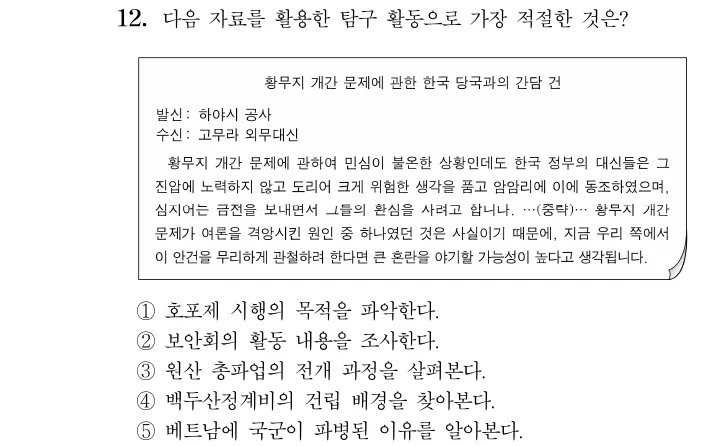 12. 다음 자료를 활용한 탐구 활동으로 가장 적절한 것은?
황무지 개간 문제에 관한 한국 당국과의 간담 건
발신 : 하야시 공사
수신 : 고무라 외무대신
황무지 개간 문제에 관하여 민심이 불온한 상황인데도 한국 정부의 대신들은 그
진압에 노력하지 않고 도리어 크게 위험한 생각을 품고 암암리에 이에 동조하였으며,
심지어는 금전을 보내면서 그들의 환심을 사려고 합니다. …(중략)… 황무지 개간
문제가 여론을 격앙시킨 원인 중 하나였던 것은 사실이기 때문에, 지금 우리 쪽에서
이 안건을 무리하게 관철하려 한다면 큰 혼란을 야기할 가능성이 높다고 생각됩니다.
① 호포제 시행의 목적을 파악한다.
② 보안회의 활동 내용을 조사한다.
③ 원산 총파업의 전개 과정을 살펴본다.
④ 백두산정계비의 건립 배경을 찾아본다.
⑤ 베트남에 국군이 파병된 이유를 알아본다.